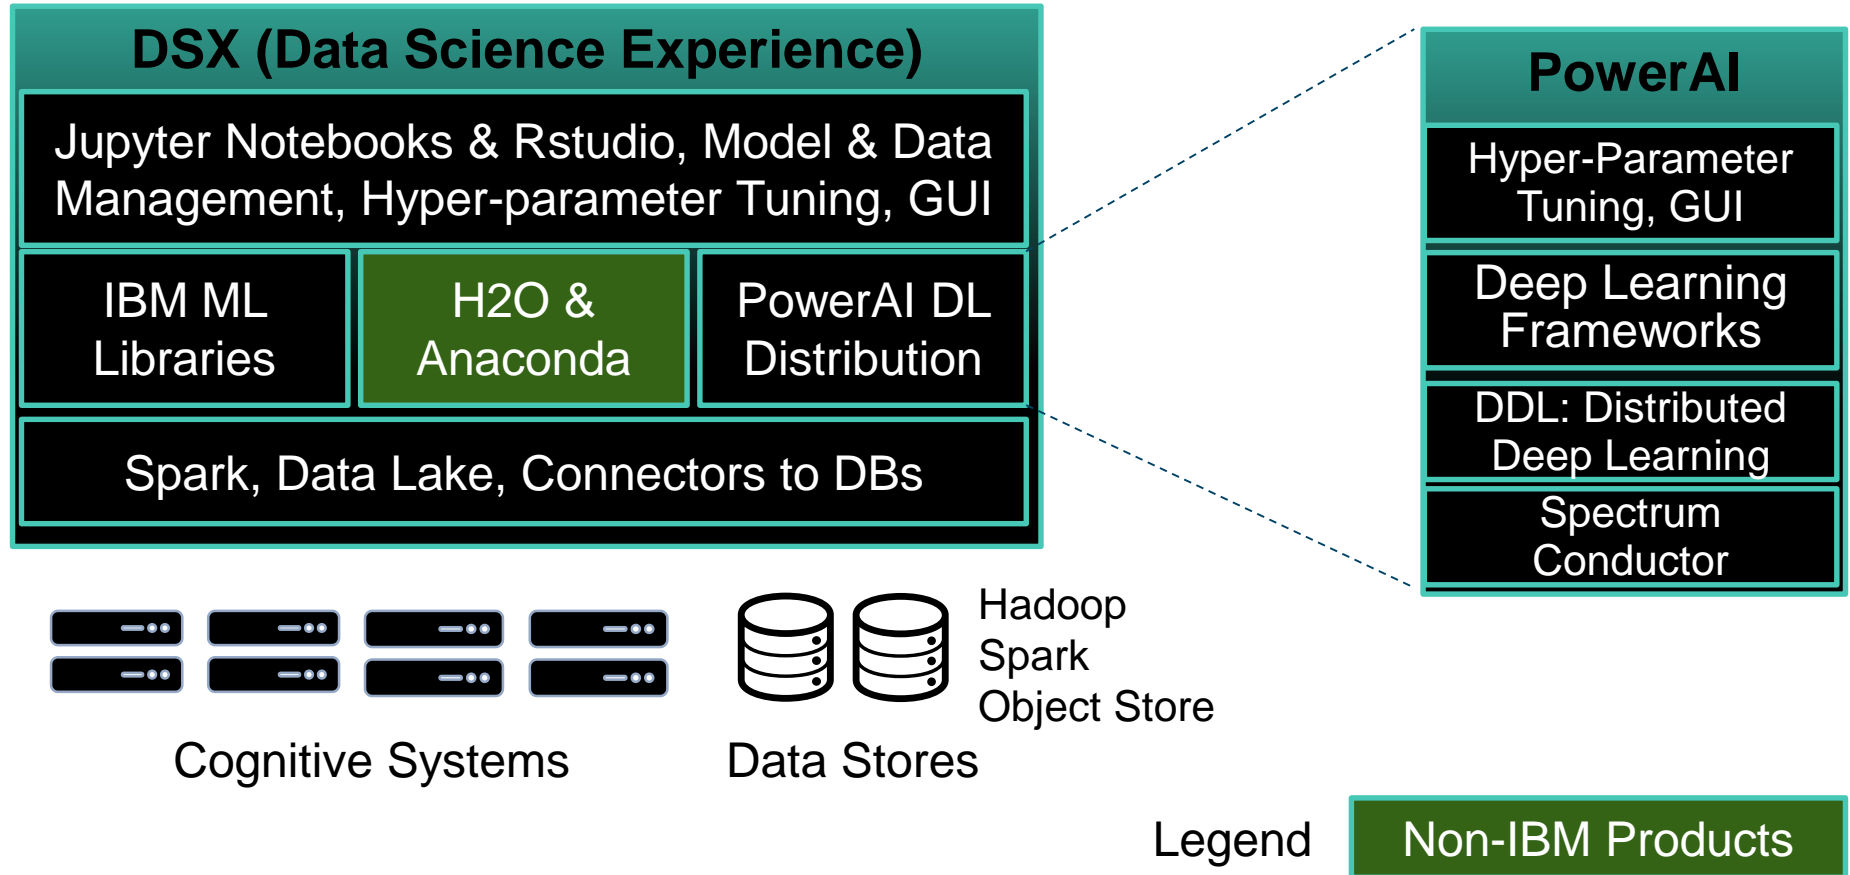 DSX (Data Science Experience)
Jupyter Notebooks & Rstudio, Model & Data
Management, Hyper-parameter Tuning, GUI
IBM ML
Libraries
H2O &
Anaconda
PowerAI DL
Distribution
Spark, Data Lake, Connectors to DBs
PowerAI
Hyper-Parameter
Tuning, GUI
Deep Learning
Frameworks
DDL: Distributed
Deep Learning
Spectrum
Conductor
Cognitive Systems
Data Stores
Hadoop
Spark
Object Store
Legend
Non-IBM Products